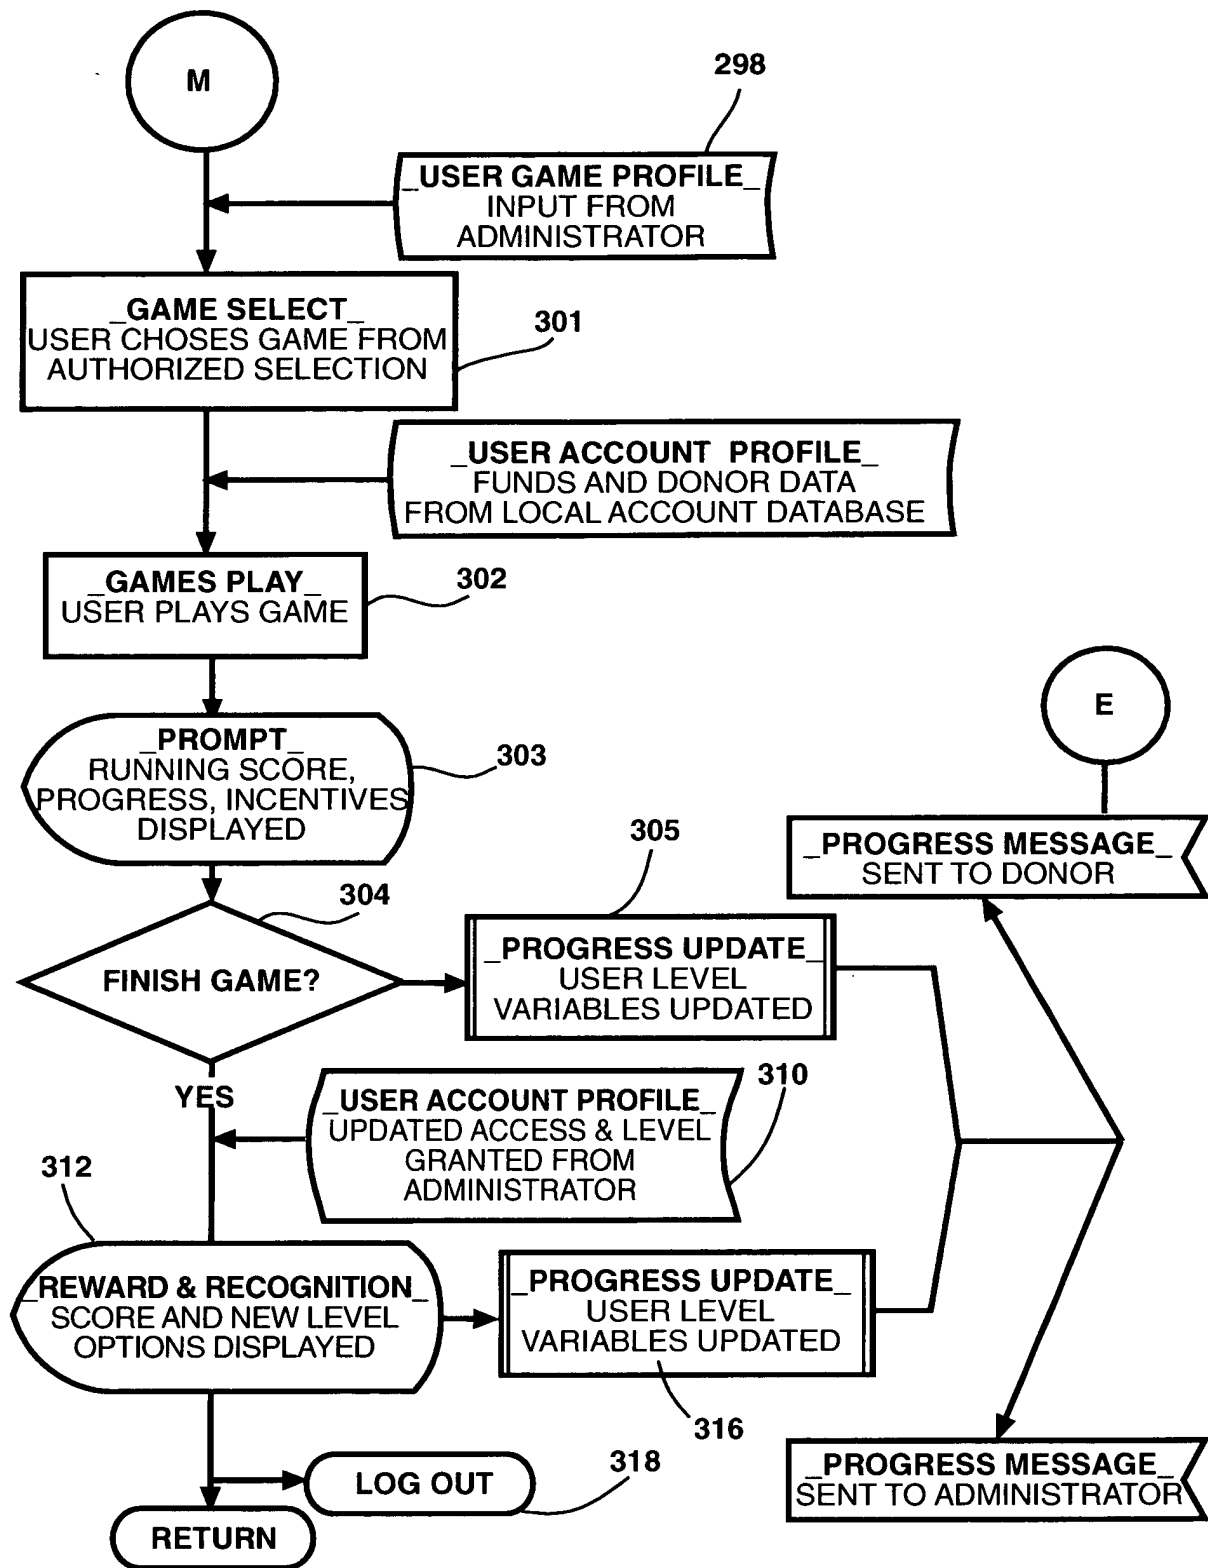 M
298
_USER GAME PROFILE_
INPUT FROM
ADMINISTRATOR
_GAME SELECT_
USER CHOSES GAME FROM
AUTHORIZED SELECTION
301
_USER ACCOUNT PROFILE_
FUNDS AND DONOR DATA
FROM LOCAL ACCOUNT DATABASE
_GAMES PLAY_
USER PLAYS GAME
302
E
_PROMPT_
RUNNING SCORE,
PROGRESS, INCENTIVES
DISPLAYED
303
305
_PROGRESS MESSAGE_
SENT TO DONOR
304
FINISH GAME?
_PROGRESS UPDATE_
USER LEVEL
VARIABLES UPDATED
YES
310
_USER ACCOUNT PROFILE_
UPDATED ACCESS & LEVEL
GRANTED FROM
ADMINISTRATOR
312
_REWARD & RECOGNITION_
SCORE AND NEW LEVEL
OPTIONS DISPLAYED
_PROGRESS UPDATE_
USER LEVEL
VARIABLES UPDATED
316
_PROGRESS MESSAGE_
SENT TO ADMINISTRATOR
LOG OUT
318
RETURN